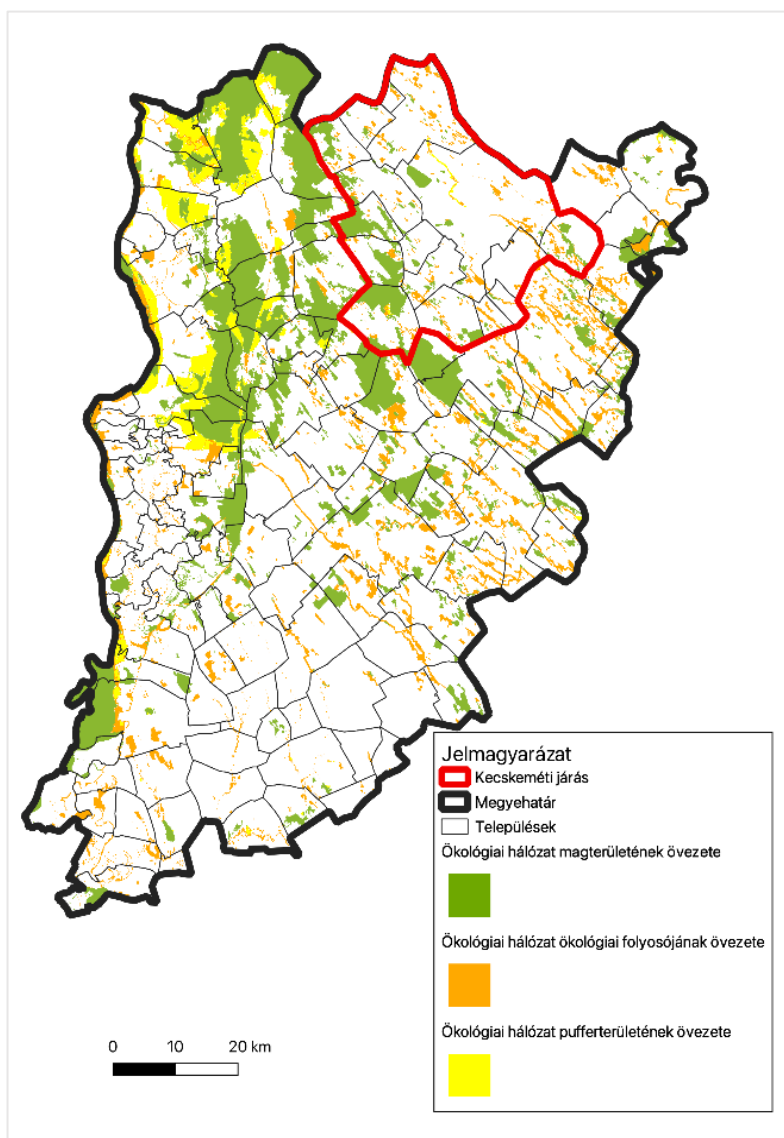 Jelmagyarázat
Kecskeméti járás
Megyehatár
Települések
Ökológiai hálózat magterületének övezete
Ökológiai hálózat ökológiai folyosójának övezete
Ökológiai hálózat pufferterületének övezete
0 10 20 km